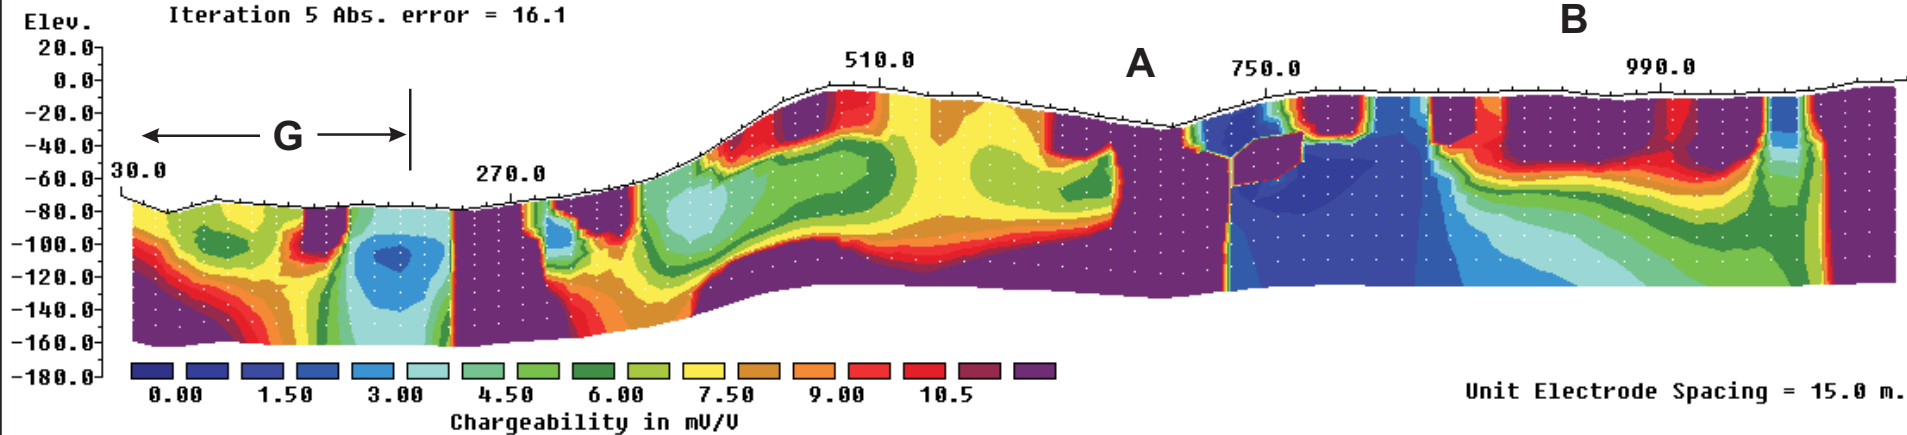 Iteration 5 Abs. error = 16.1
Elev.
B
A
G
20.0
0.0
-20.0
-40.0
-60.0
-80.0
-100.0
-120.0
-140.0
-160.0
-180.0
30.0
270.0
510.0
750.0
990.0
0.00 1.50 3.00 4.50 6.00 7.50 9.00 10.5
Chargeability in mV/V
Unit Electrode Spacing = 15.0 m.